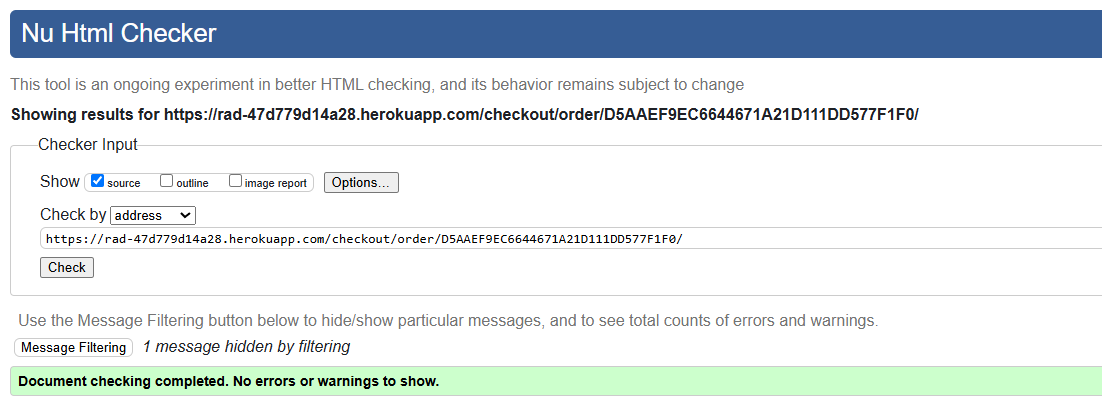 Nu Html Checker
This tool is an ongoing experiment in better HTML checking, and its behavior remains subject to change
Showing results for https://rad-47d779d14a28.herokuapp.com/checkout/order/D5AAEF9EC6644671A21D111DD577F1F0/
Checker Input
Show source outline image report Options...
Check by address
https://rad-47d779d14a28.herokuapp.com/checkout/order/D5AAEF9EC6644671A21D111DD577F1F0/
Check
Use the Message Filtering button below to hide/show particular messages, and to see total counts of errors and warnings.
Message Filtering 1 message hidden by filtering
Document checking completed. No errors or warnings to show.